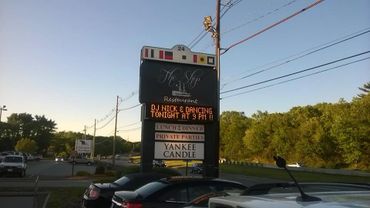 24
The Ship
Restaurant
DJ NICK & DANCING
TONIGHT AT 9 PM !!
LUNCH & DINNER
PRIVATE PARTIES
YANKEE
CANDLE